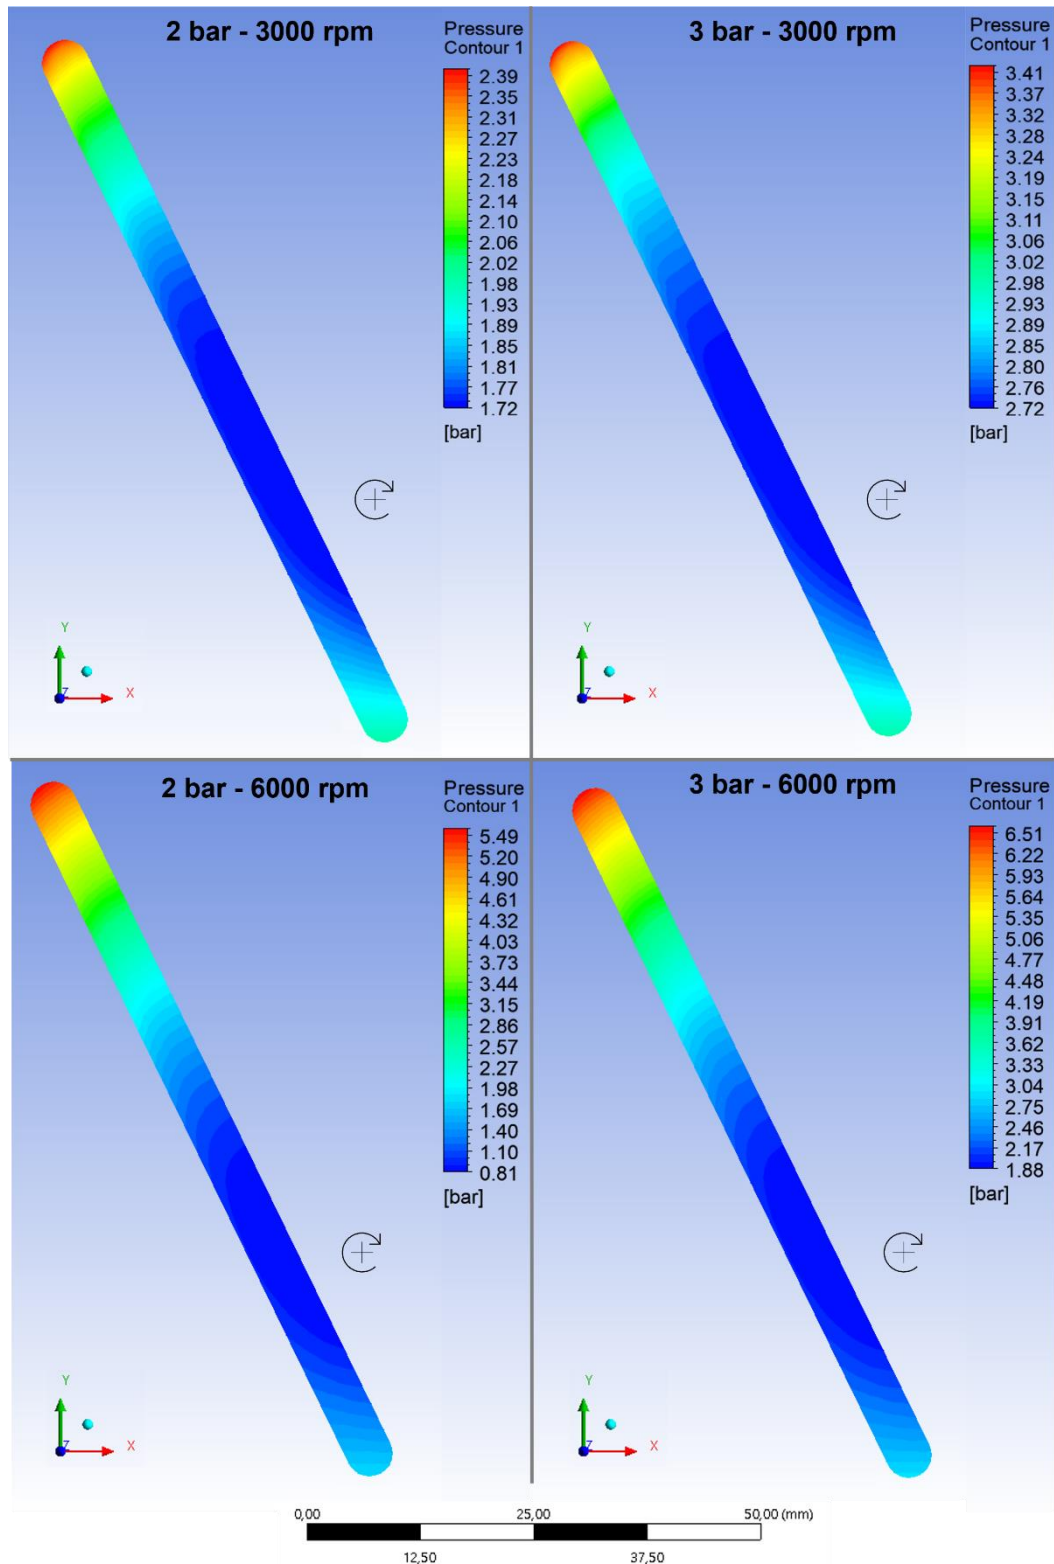 2 bar - 3000 rpm
Pressure
Contour 1
2.39
2.35
2.31
2.27
2.23
2.18
2.14
2.10
2.06
2.02
1.98
1.93
1.89
1.85
1.81
1.77
1.72
[bar]
Y
Z
X
3 bar - 3000 rpm
Pressure
Contour 1
3.41
3.37
3.32
3.28
3.24
3.19
3.15
3.11
3.06
3.02
2.98
2.93
2.89
2.85
2.80
2.76
2.72
[bar]
Y
Z
X
2 bar - 6000 rpm
Pressure
Contour 1
5.49
5.20
4.90
4.61
4.32
4.03
3.73
3.44
3.15
2.86
2.57
2.27
1.98
1.69
1.40
1.10
0.81
[bar]
Y
Z
X
3 bar - 6000 rpm
Pressure
Contour 1
6.51
6.22
5.93
5.64
5.35
5.06
4.77
4.48
4.19
3.91
3.62
3.33
3.04
2.75
2.46
2.17
1.88
[bar]
Y
Z
X
0,00 25,00 50,00 (mm)
12,50 37,50